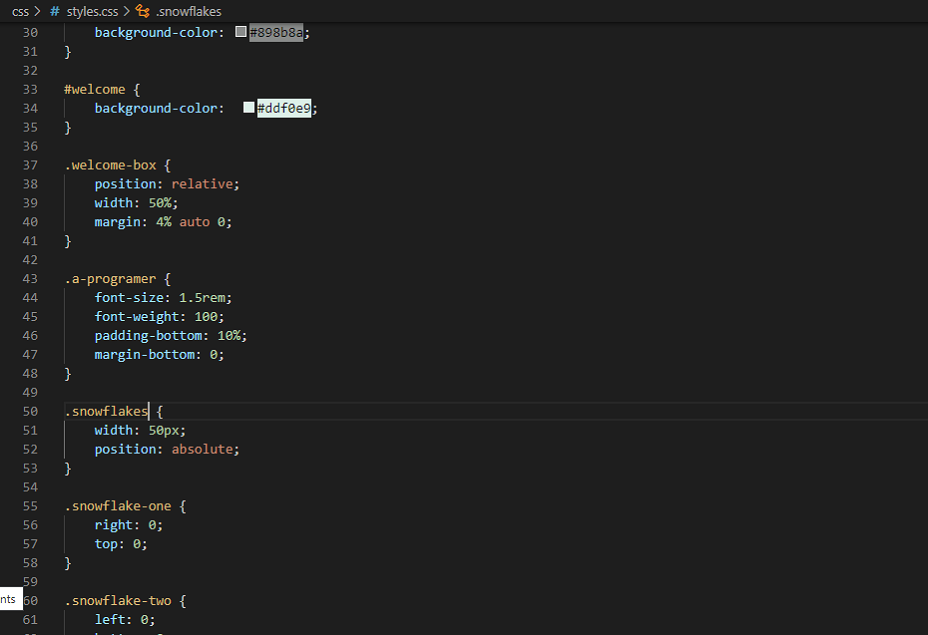 css > # styles.css > .snowflakes
30 background-color: #898b8a;
31 }
32
33 #welcome {
34 background-color: #ddf0e9;
35 }
36
37 .welcome-box {
38 position: relative;
39 width: 50%;
40 margin: 4% auto 0;
41 }
42
43 .a-programer {
44 font-size: 1.5rem;
45 font-weight: 100;
46 padding-bottom: 10%;
47 margin-bottom: 0;
48 }
49
50 .snowflakes {
51 width: 50px;
52 position: absolute;
53 }
54
55 .snowflake-one {
56 right: 0;
57 top: 0;
58 }
59
nts
60 .snowflake-two {
61 left: 0;